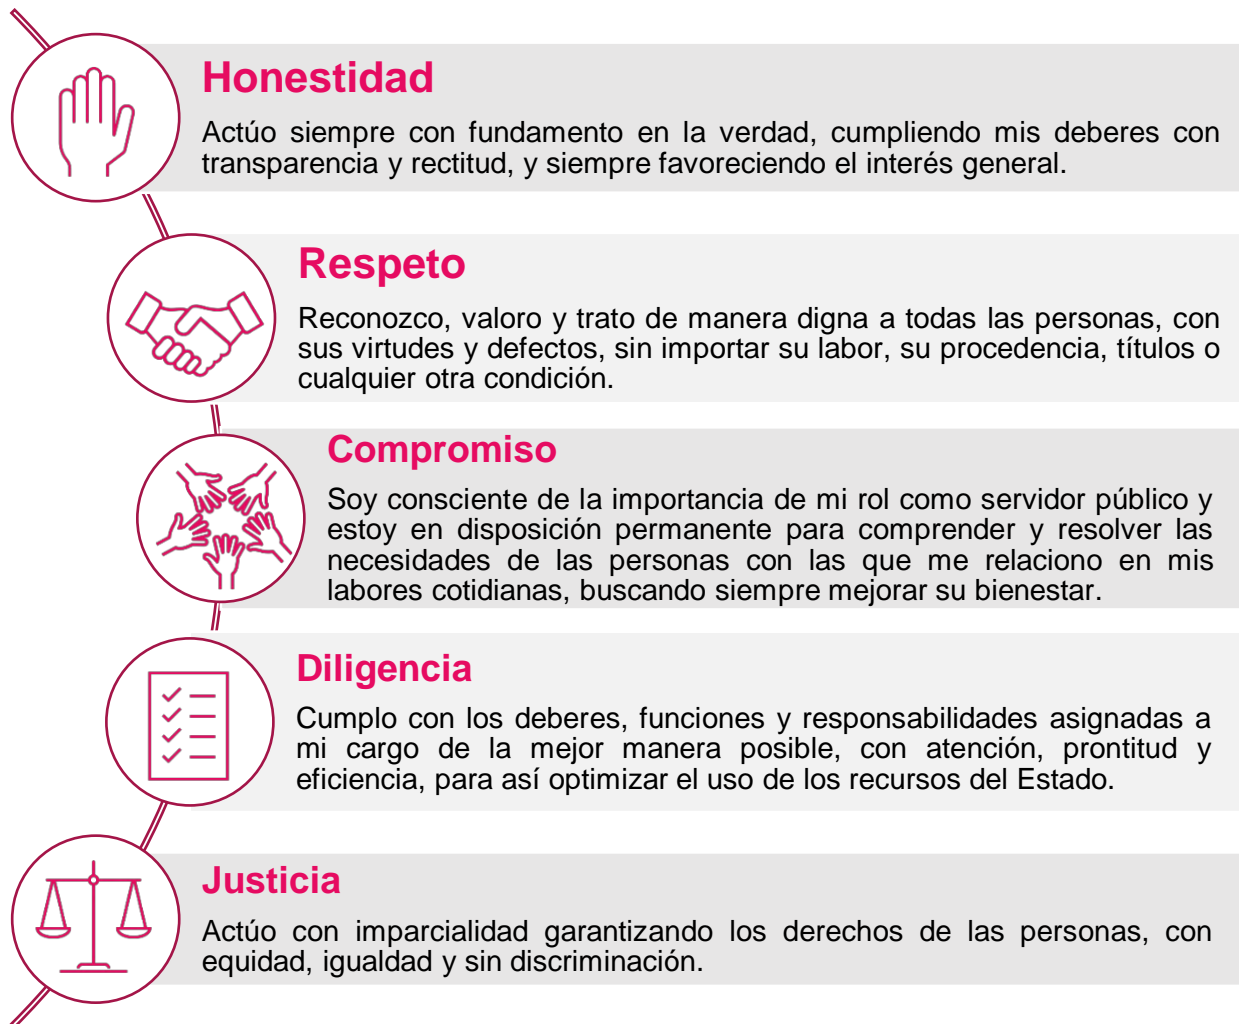 Honestidad
Actúo siempre con fundamento en la verdad, cumpliendo mis deberes con
transparencia y rectitud, y siempre favoreciendo el interés general.
Respeto
Reconozco, valoro y trato de manera digna a todas las personas, con
sus virtudes y defectos, sin importar su labor, su procedencia, títulos o
cualquier otra condición.
Compromiso
Soy consciente de la importancia de mi rol como servidor público y
estoy en disposición permanente para comprender y resolver las
necesidades de las personas con las que me relaciono en mis
labores cotidianas, buscando siempre mejorar su bienestar.
Diligencia
Cumplo con los deberes, funciones y responsabilidades asignadas a
mi cargo de la mejor manera posible, con atención, prontitud y
eficiencia, para así optimizar el uso de los recursos del Estado.
Justicia
Actúo con imparcialidad garantizando los derechos de las personas, con
equidad, igualdad y sin discriminación.